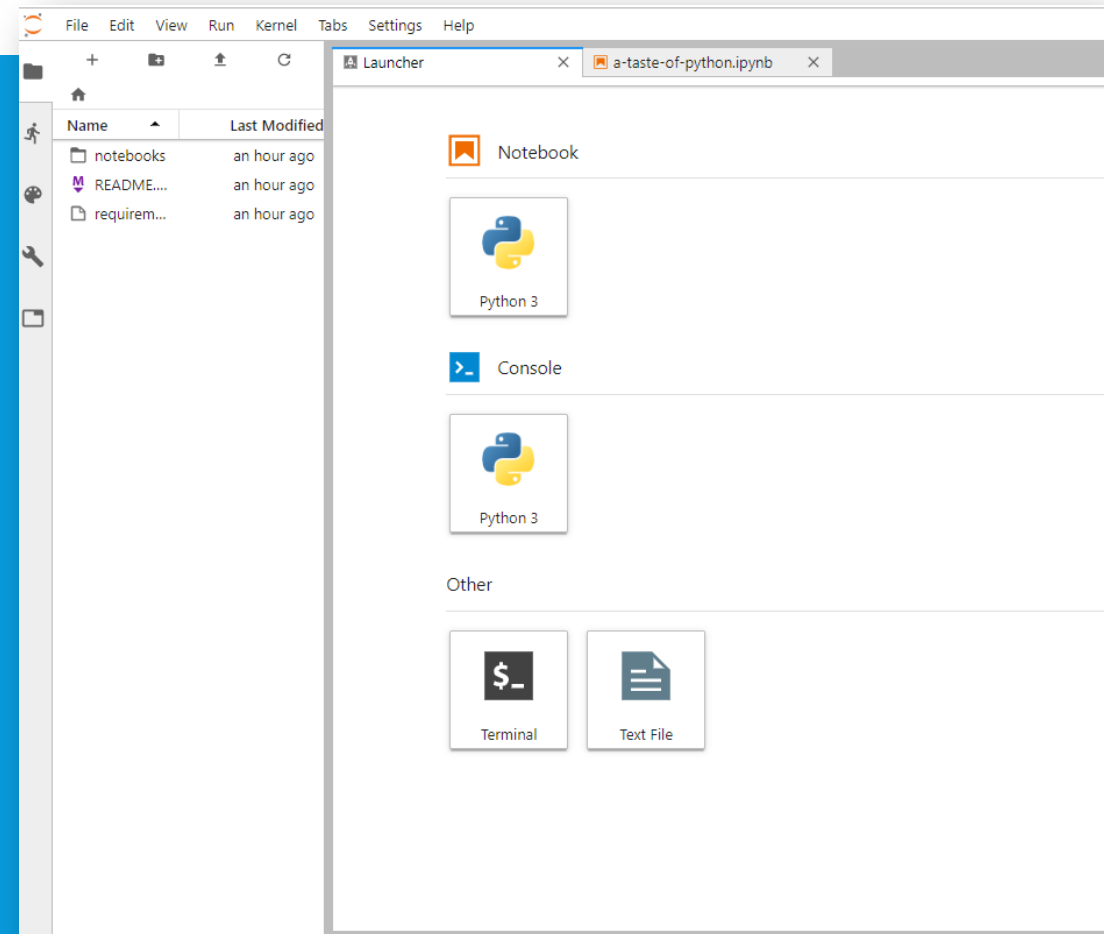 File Edit View Run Kernel Tabs Settings Help
Launcher a-taste-of-python.ipynb
Name Last Modified
notebooks an hour ago
README.... an hour ago
requirem... an hour ago
Notebook
Python 3
Console
Python 3
Other
$_
Terminal Text File